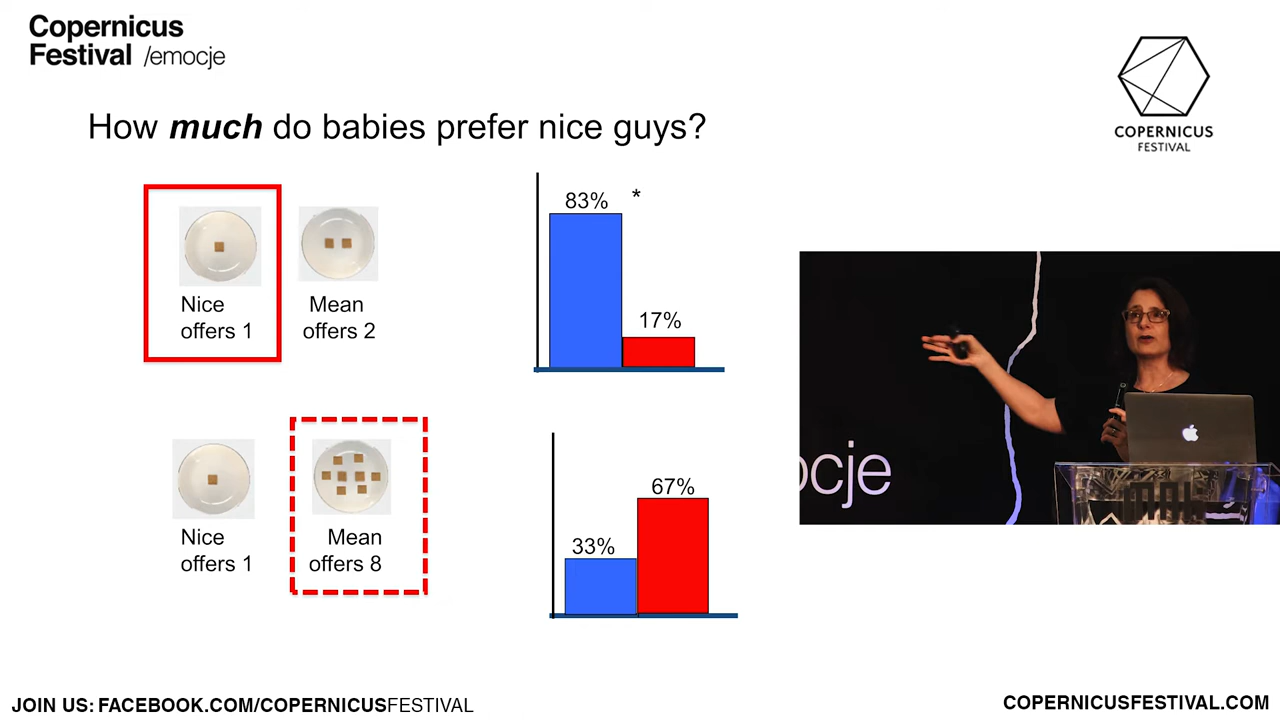 Copernicus
Festival /emocje
COPERNICUS
FESTIVAL
How much do babies prefer nice guys?
Nice
offers 1
Mean
offers 2
83%
*
17%
Nice
offers 1
Mean
offers 8
33%
67%
ocje
JOIN US: FACEBOOK.COM/COPERNICUSFESTIVAL
COPERNICUSFESTIVAL.COM